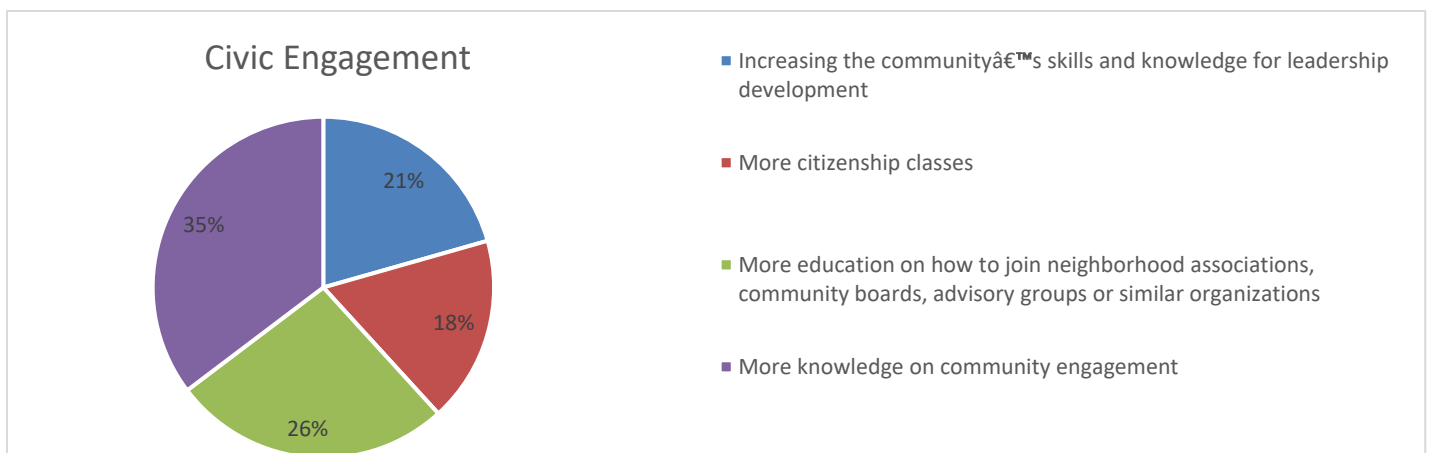 Civic Engagement
21%
35%
18%
26%
Increasing the communityâ€™s skills and knowledge for leadership
development
More citizenship classes
More education on how to join neighborhood associations,
community boards, advisory groups or similar organizations
More knowledge on community engagement